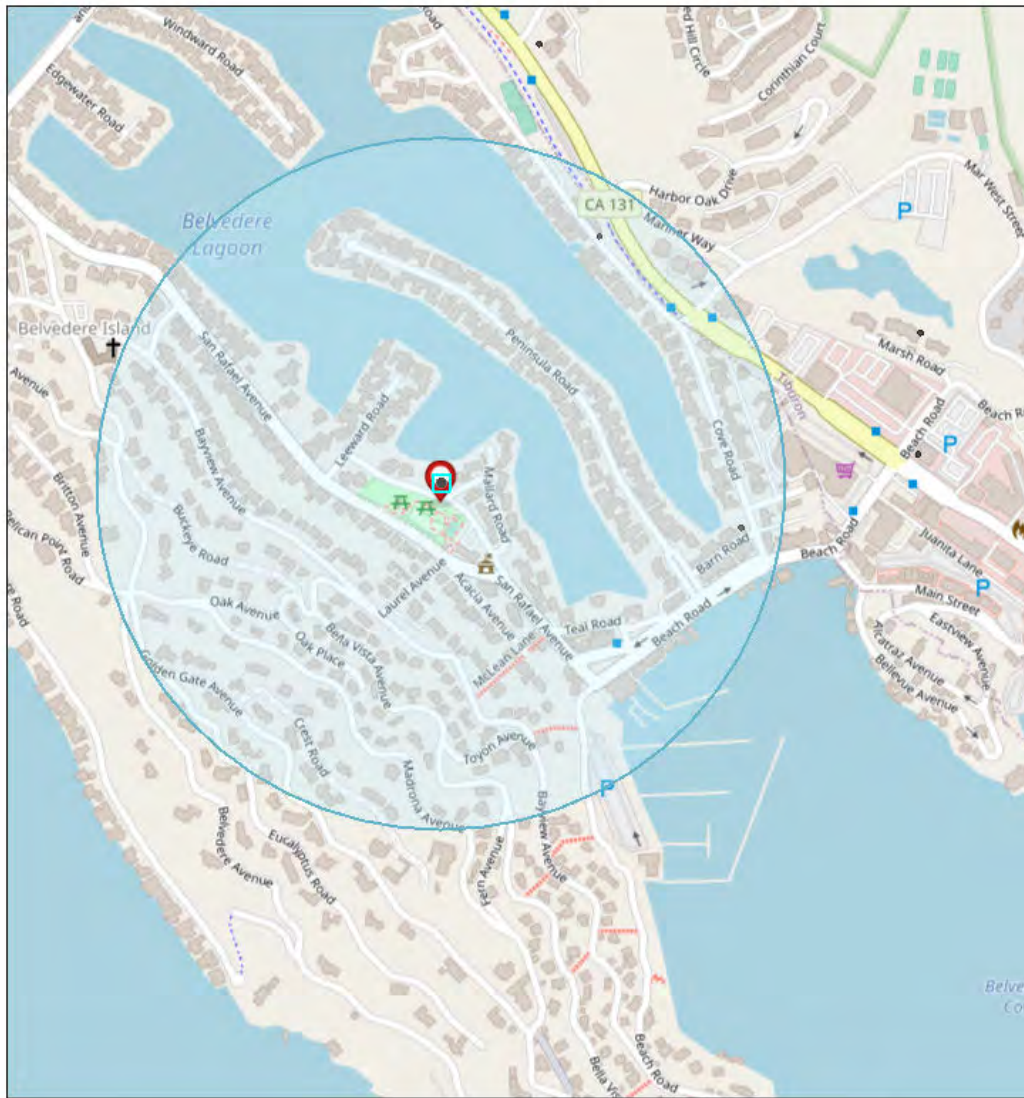 Windward Road
Road
Edgewater Road
Corinthian Court
Harbor Oak Drive
Mar West Street
CA 131
Mariner Way
P
Belvedere
Lagoon
Belvedere Island
San Rafael Avenue
Peninsula Road
Tiburon
Marsh Road
Beach Road
P
Avenue
Bayview Avenue
Leeward Road
Cove Road
Mallard Road
Britton Avenue
Buckeye Road
Pelican Point Road
Barn Road
Beach Road
Juanita Lane
Laurel Avenue
Acacia Avenue
San Rafael Avenue
Oak Avenue
Oak Place
Bella Vista Avenue
Teal Road
Beach Road
P
Main Street
Eastview Avenue
Alcatraz Avenue
Bellevue Avenue
McLean Lane
Golden Gate Avenue
Crest Road
Toyon Avenue
Madrona Avenue
P
Bayview Avenue
Belvedere Avenue
Eucalyptus Road
Fern Avenue
Beach Road